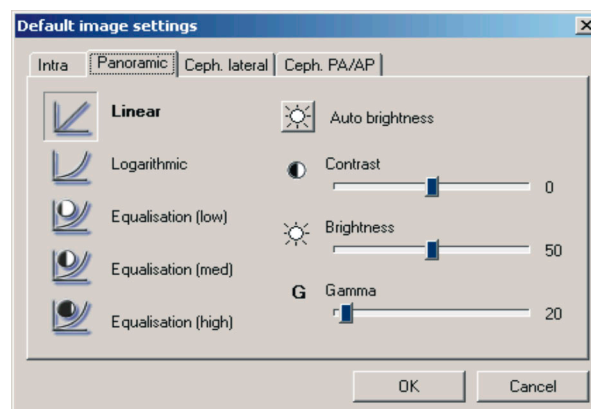 Default image settings
Intra Panoramic Ceph. lateral Ceph. PA/AP
Linear
Auto brightness
Logarithmic
Contrast
0
Equalisation (low)
Brightness
50
Equalisation (med)
G Gamma
20
Equalisation (high)
OK Cancel